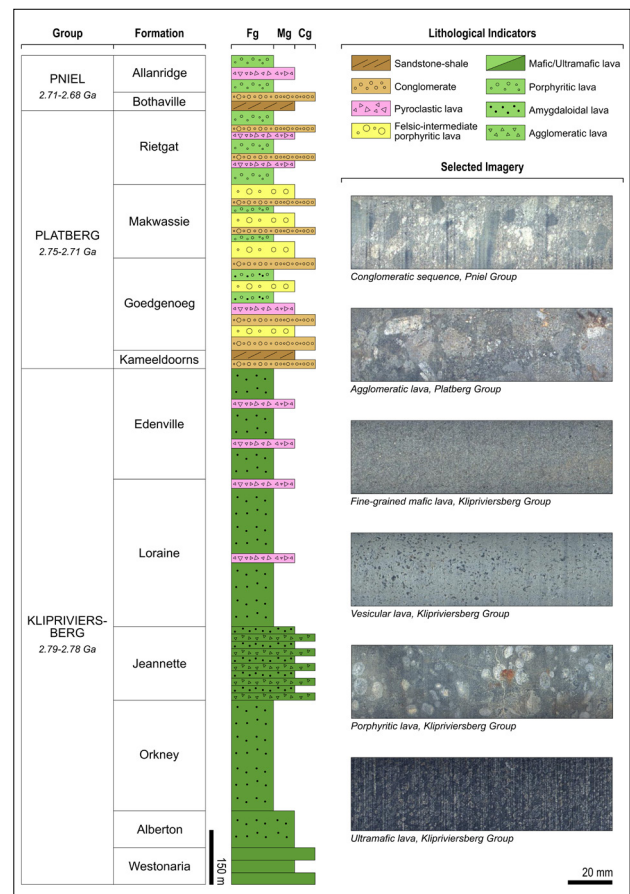 Group
Formation
Fg Mg Cg
PNIEL
2.71-2.68 Ga
Allanridge
Bothaville
PLATBERG
2.75-2.71 Ga
Rietgat
Makwassie
Goedgenoeg
Kameeldoorns
KLIPRIVIERS-
BERG
2.79-2.78 Ga
Edenville
Loraine
Jeannette
Orkney
Alberton
Westonaria
150 m
Lithological Indicators
Sandstone-shale
Conglomerate
Pyroclastic lava
Felsic-intermediate
porphyritic lava
Mafic/Ultramafic lava
Porphyritic lava
Amygdaloidal lava
Agglomeratic lava
Selected Imagery
Conglomeratic sequence, Pniel Group
Agglomeratic lava, Platberg Group
Fine-grained mafic lava, Klipriviersberg Group
Vesicular lava, Klipriviersberg Group
Porphyritic lava, Klipriviersberg Group
Ultramafic lava, Klipriviersberg Group
20 mm